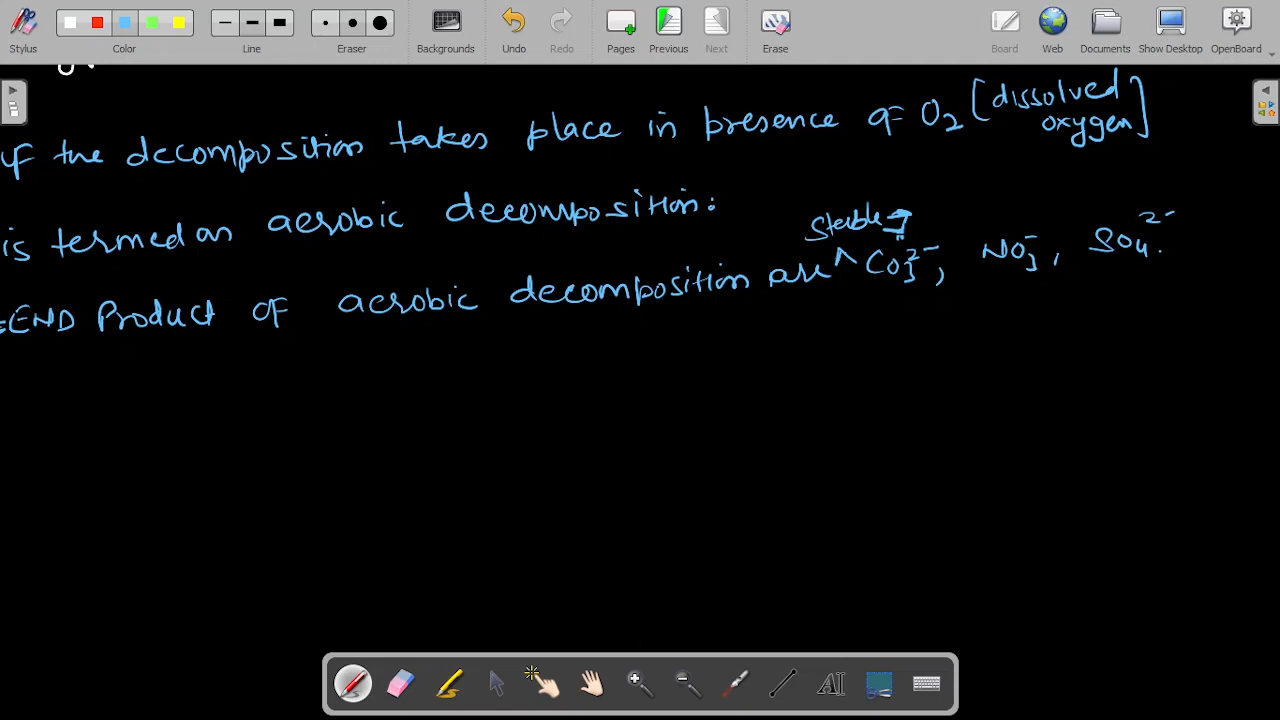 Stylus
Color
Line
Eraser
Backgrounds
Undo
Redo
Pages
Previous
Next
Erase
Board
Web
Documents
Show Desktop
OpenBoard
if the decomposition takes place in presence of O2 [dissolved oxygen]
is termed as aerobic decomposition:
Stable
END Product of aerobic decomposition are ^ CO3^2-, NO3^-, SO4^2-.
AI